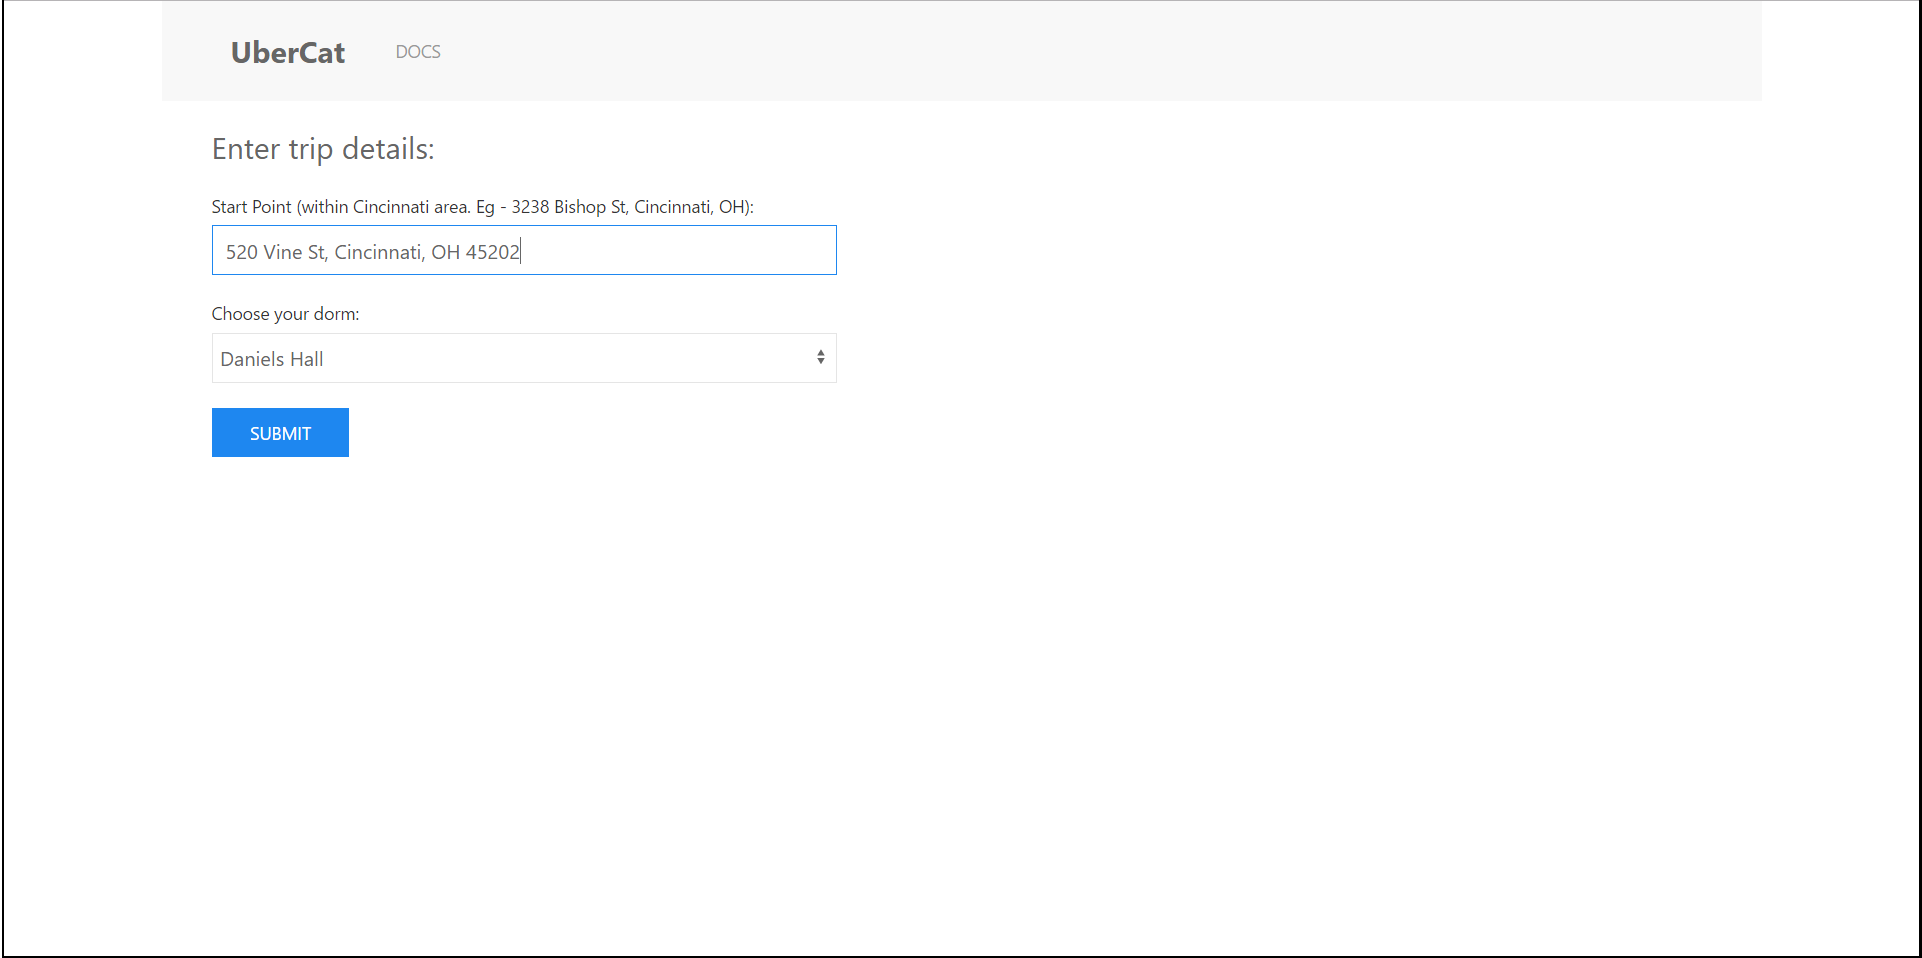 UberCat DOCS
Enter trip details:
Start Point (within Cincinnati area. Eg - 3238 Bishop St, Cincinnati, OH):
520 Vine St, Cincinnati, OH 45202
Choose your dorm:
Daniels Hall
SUBMIT